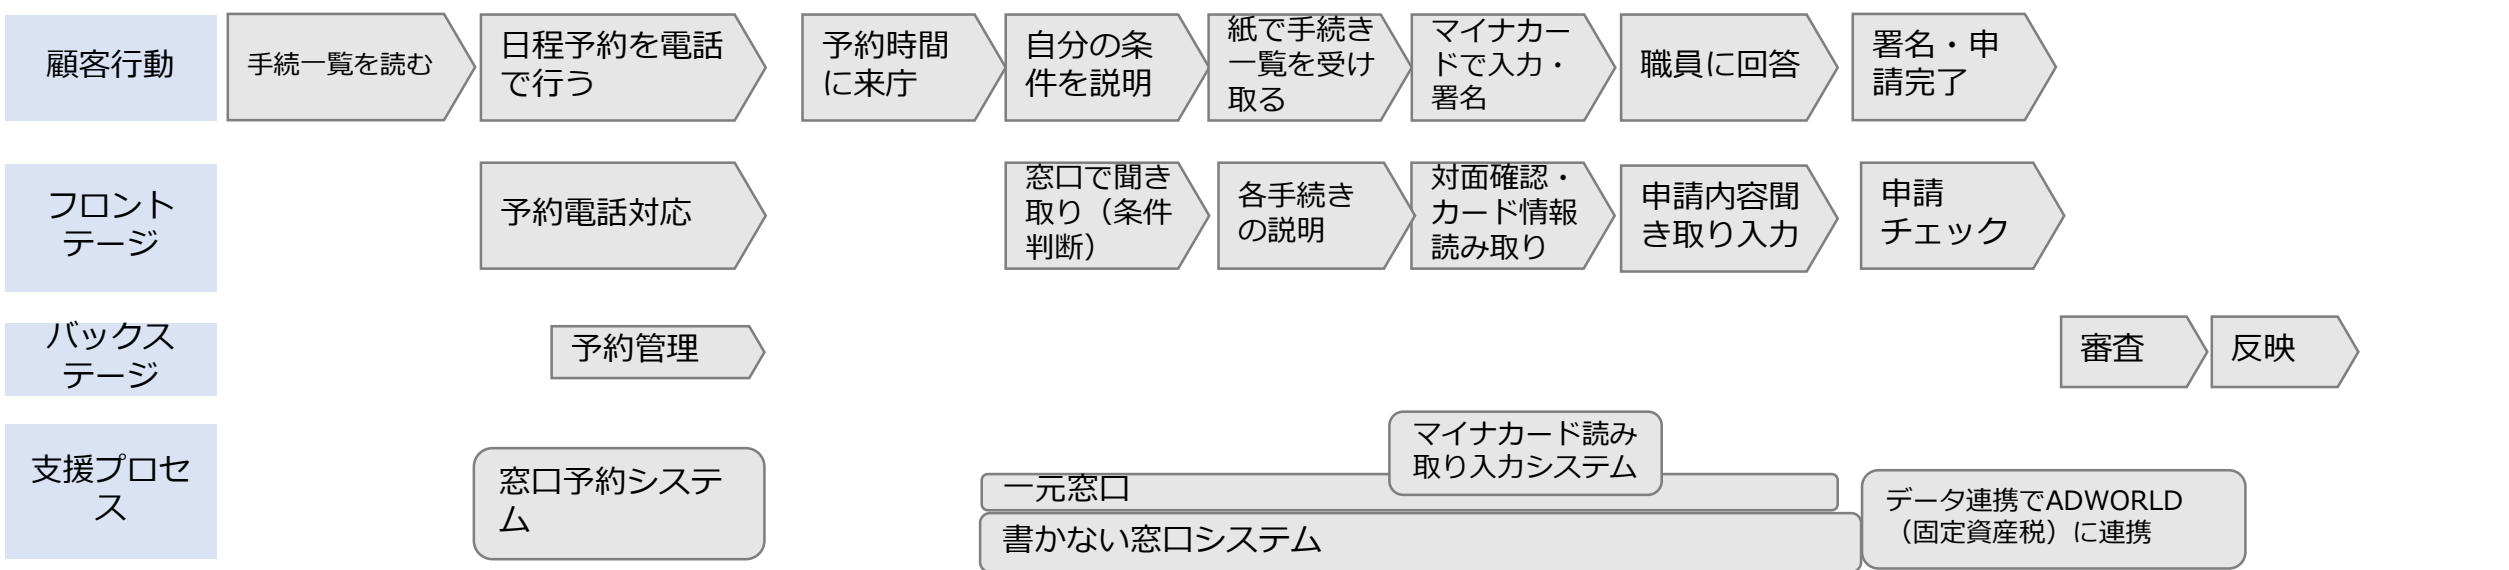 顧客行動
手続一覧を読む
日程予約を電話
で行う
予約時間
に来庁
自分の条
件を説明
紙で手続き
一覧を受け
取る
マイナカー
ドで入力・
署名
職員に回答
署名・申
請完了
フロント
テージ
予約電話対応
窓口で聞き
取り（条件
判断）
各手続き
の説明
対面確認・
カード情報
読み取り
申請内容聞
き取り入力
申請
チェック
バックス
テージ
予約管理
審査
反映
支援プロセ
ス
窓口予約システ
ム
マイナカード読み
取り入力システム
一元窓口
書かない窓口システム
データ連携でADWORLD
（固定資産税）に連携